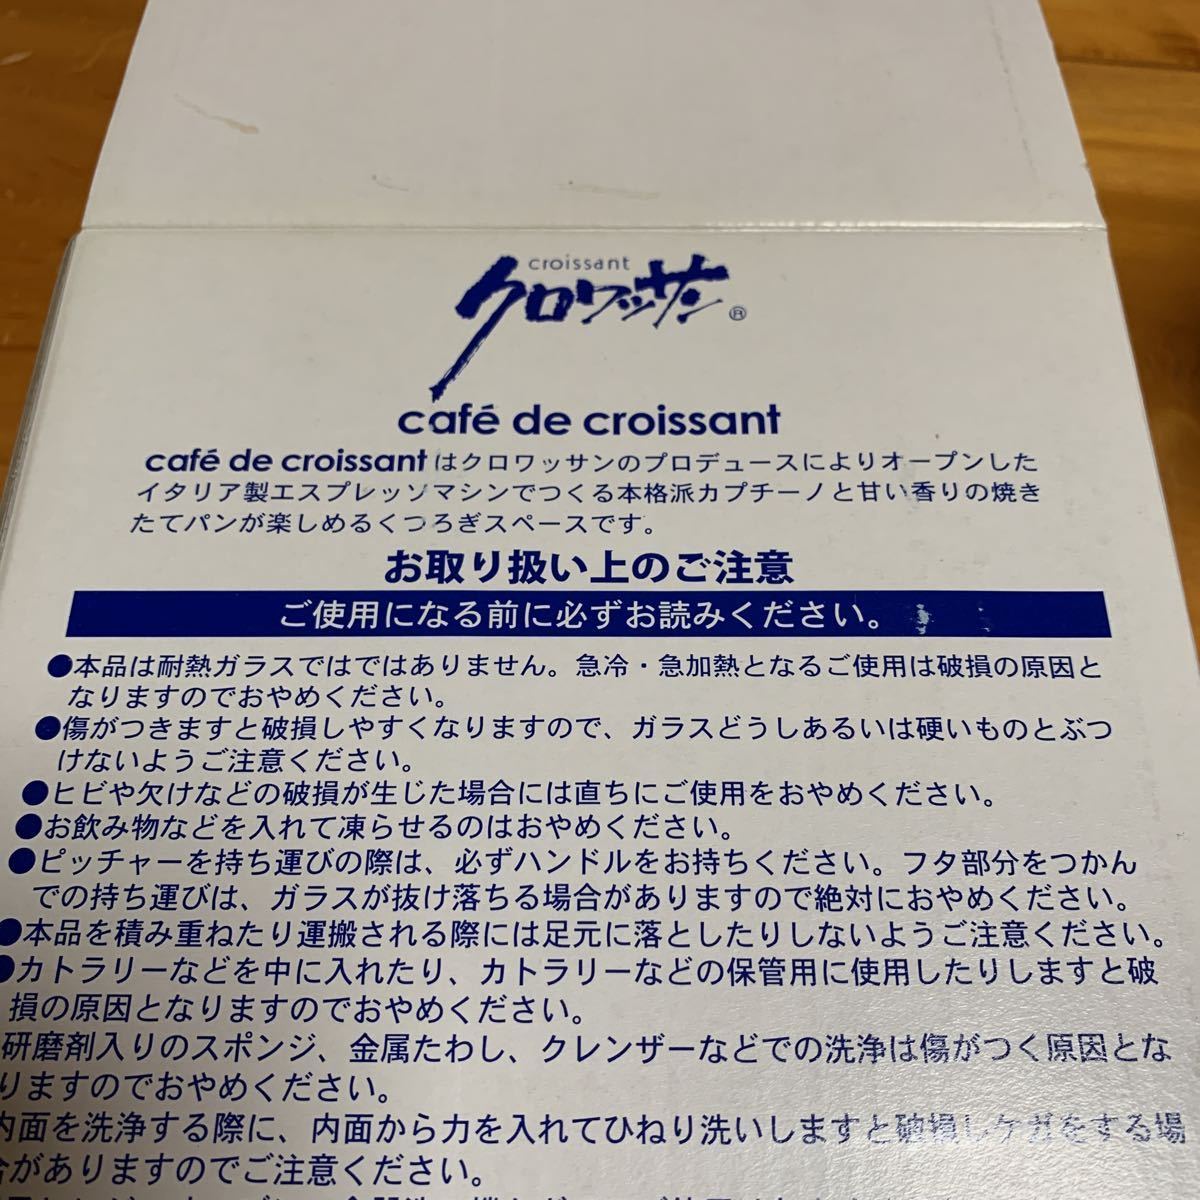 croissant
クロワッサン®
café de croissant
café de croissantはクロワッサンのプロデュースによりオープンした
イタリア製エスプレッソマシンでつくる本格派カプチーノと甘い香りの焼き
たてパンが楽しめるくつろぎスペースです。
お取り扱い上のご注意
ご使用になる前に必ずお読みください。
●本品は耐熱ガラスではではありません。急冷・急加熱となるご使用は破損の原因と
なりますのでおやめください。
●傷がつきますと破損しやすくなりますので、ガラスどうしあるいは硬いものとぶつ
けないようご注意ください。
●ヒビや欠けなどの破損が生じた場合には直ちにご使用をおやめください。
●お飲み物などを入れて凍らせるのはおやめください。
●ピッチャーを持ち運びの際は、必ずハンドルをお持ちください。フタ部分をつかん
での持ち運びは、ガラスが抜け落ちる場合がありますので絶対におやめください。
●本品を積み重ねたり運搬される際には足元に落としたりしないようご注意ください。
●カトラリーなどを中に入れたり、カトラリーなどの保管用に使用したりしますと破
損の原因となりますのでおやめください。
研磨剤入りのスポンジ、金属たわし、クレンザーなどでの洗浄は傷がつく原因とな
りますのでおやめください。
内面を洗浄する際に、内面から力を入れてひねり洗いしますと破損しケガをする場
合がありますのでご注意ください。